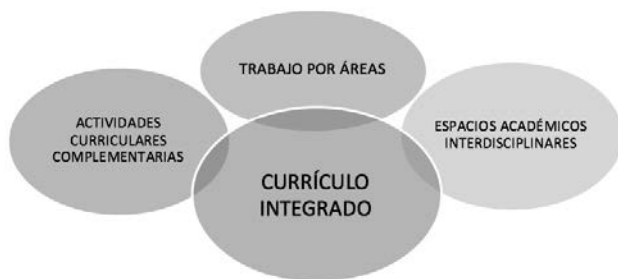 TRABAJO POR ÁREAS
ACTIVIDADES
CURRICULARES
COMPLEMENTARIAS
ESPACIOS ACADÉMICOS
INTERDISCIPLINARES
CURRÍCULO
INTEGRADO